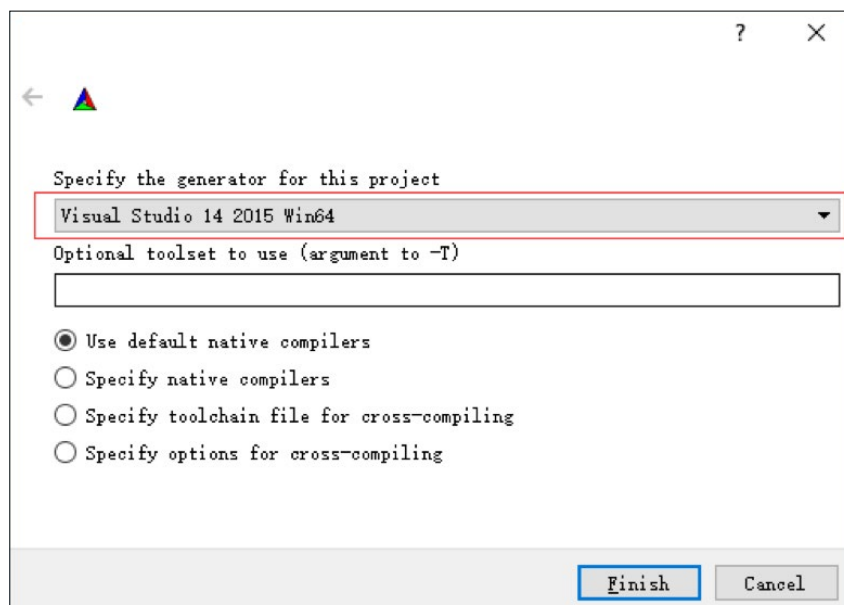 ?
Specify the generator for this project
Visual Studio 14 2015 Win64
Optional toolset to use (argument to -T)
Use default native compilers
Specify native compilers
Specify toolchain file for cross-compiling
Specify options for cross-compiling
Finish Cancel